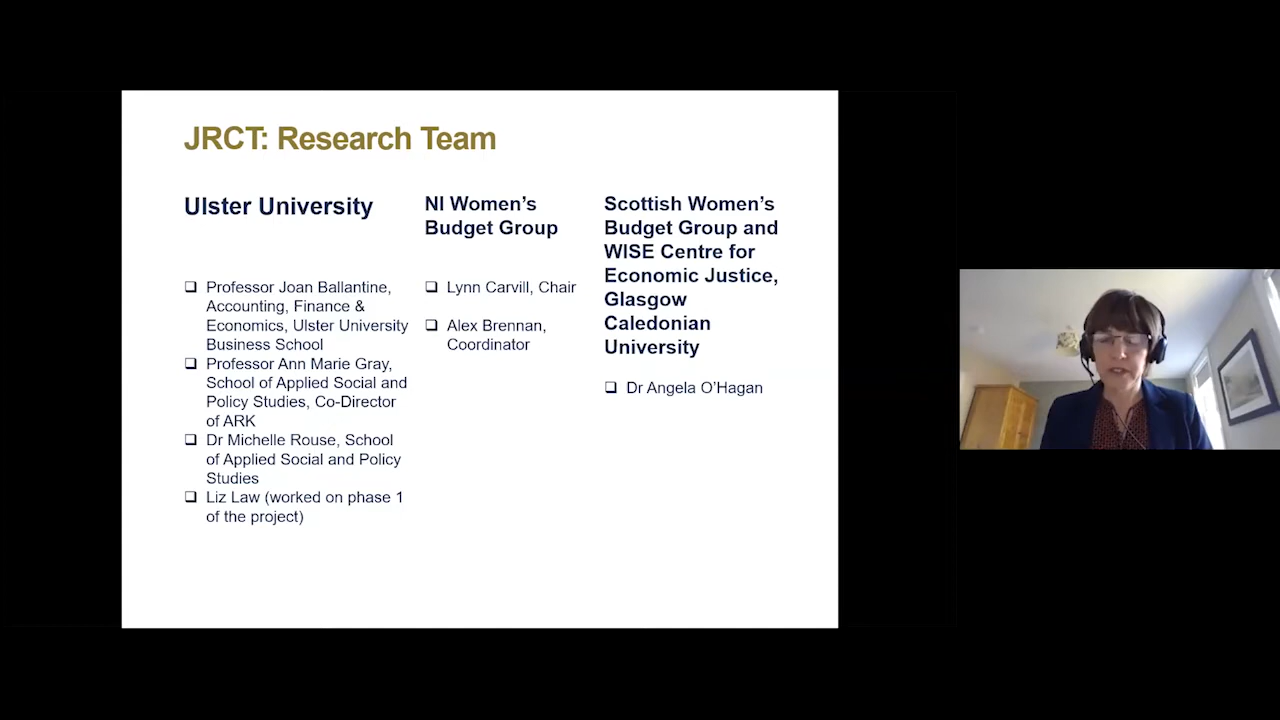 JRCT: Research Team
Ulster University
❑ Professor Joan Ballantine,
Accounting, Finance &
Economics, Ulster University
Business School
❑ Professor Ann Marie Gray,
School of Applied Social and
Policy Studies, Co-Director
of ARK
❑ Dr Michelle Rouse, School
of Applied Social and Policy
Studies
❑ Liz Law (worked on phase 1
of the project)
NI Women’s
Budget Group
❑ Lynn Carvill, Chair
❑ Alex Brennan,
Coordinator
Scottish Women’s
Budget Group and
WISE Centre for
Economic Justice,
Glasgow
Caledonian
University
❑ Dr Angela O’Hagan